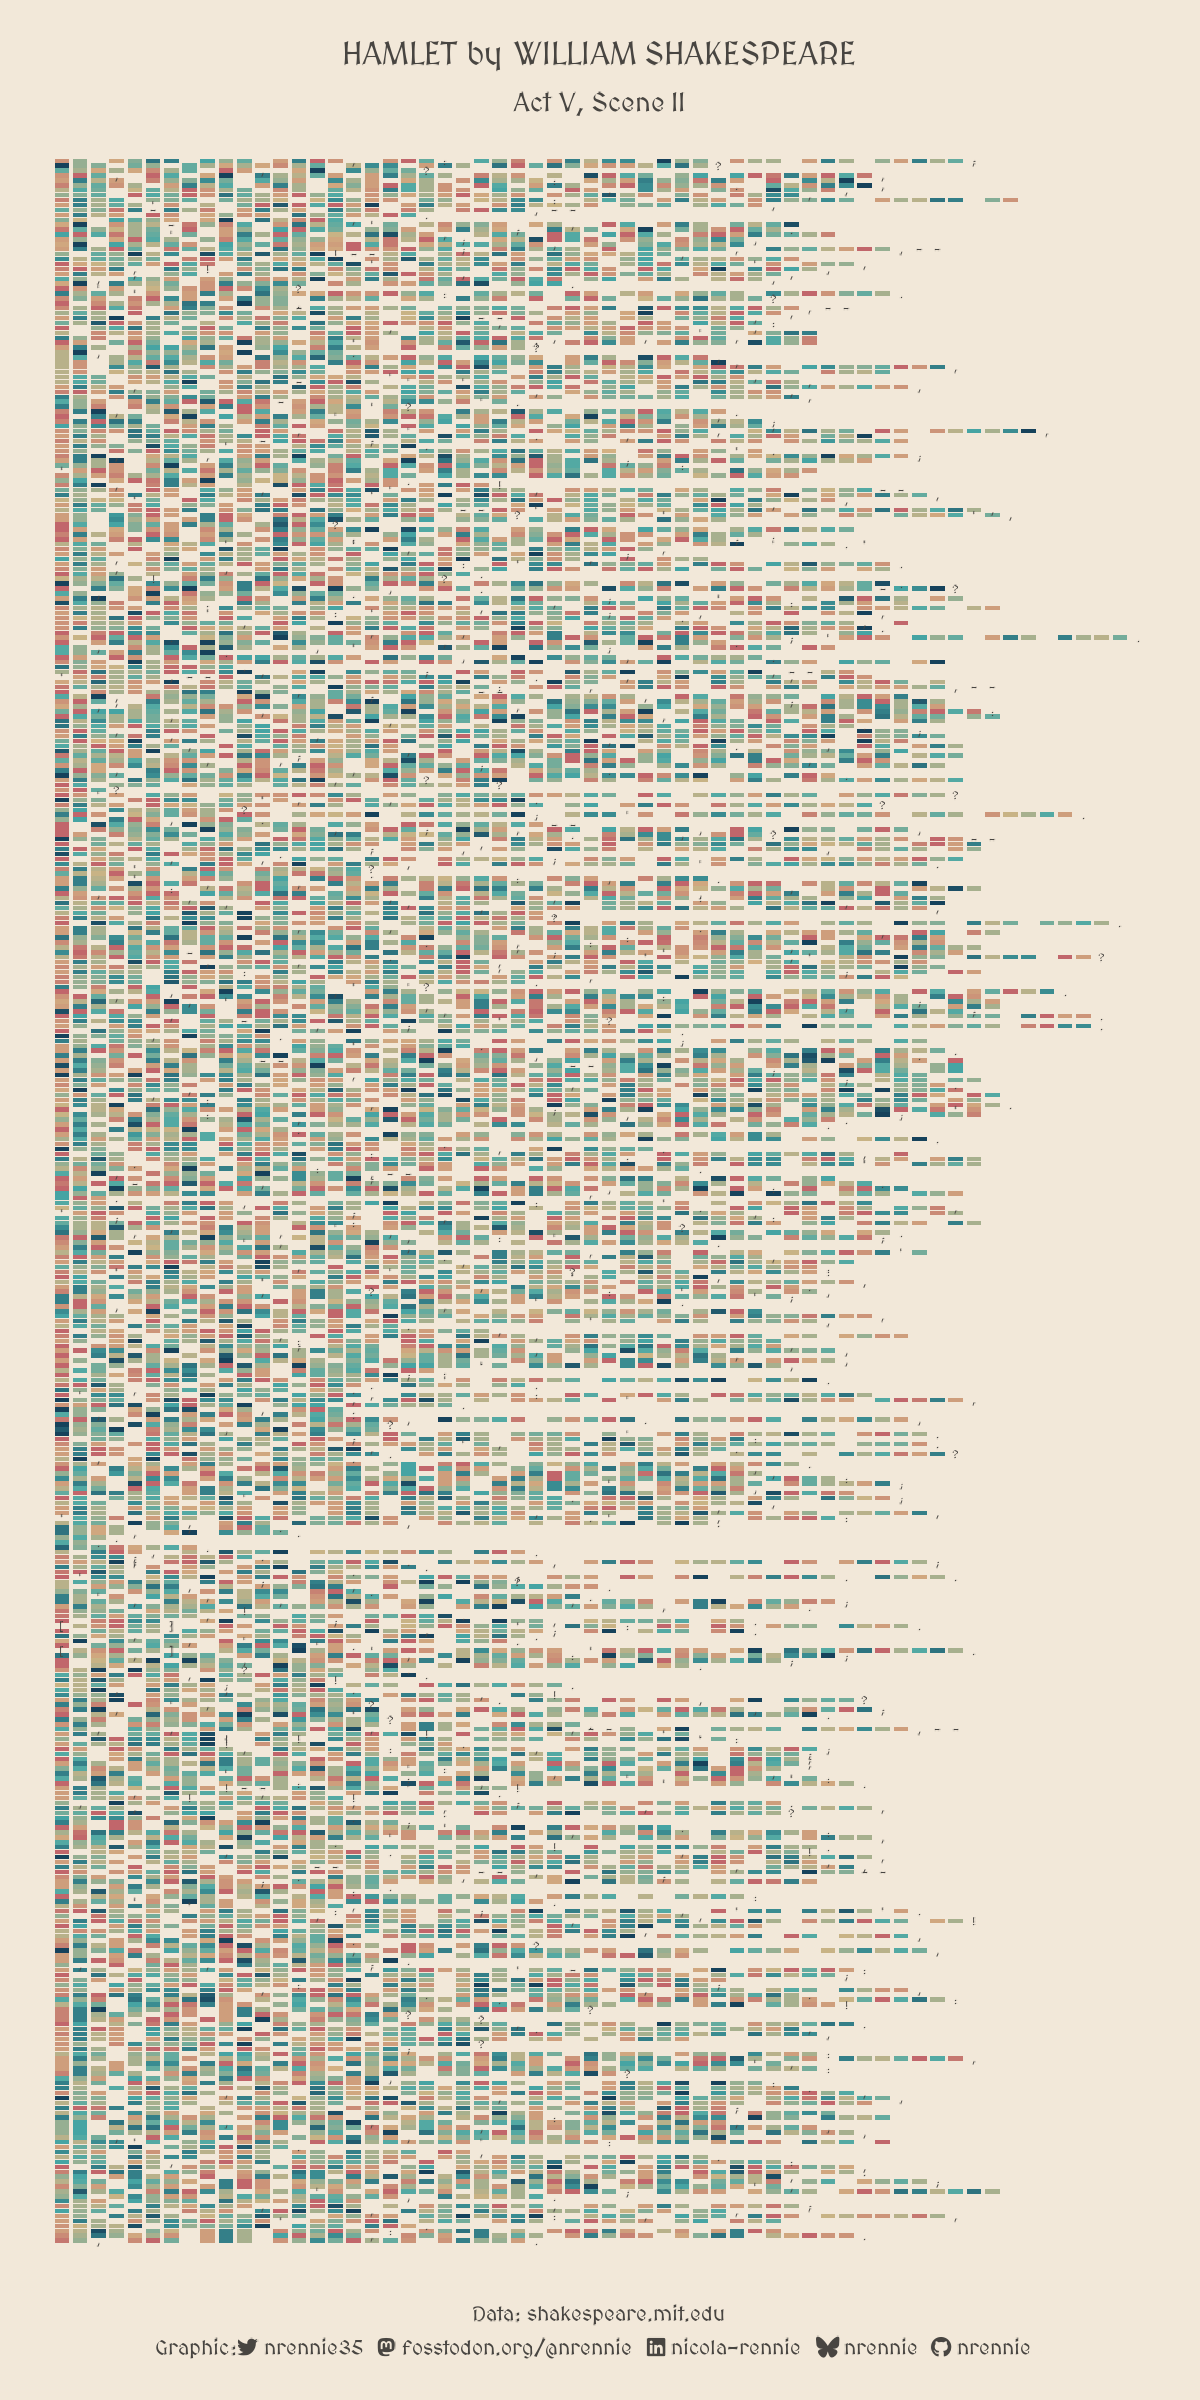 HAMLET by WILLIAM SHAKESPEARE
Act V, Scene II
Data: shakespeare.mit.edu
Graphic: nrennie35 fosstodon.org/@nrennie nicola-rennie nrennie nrennie